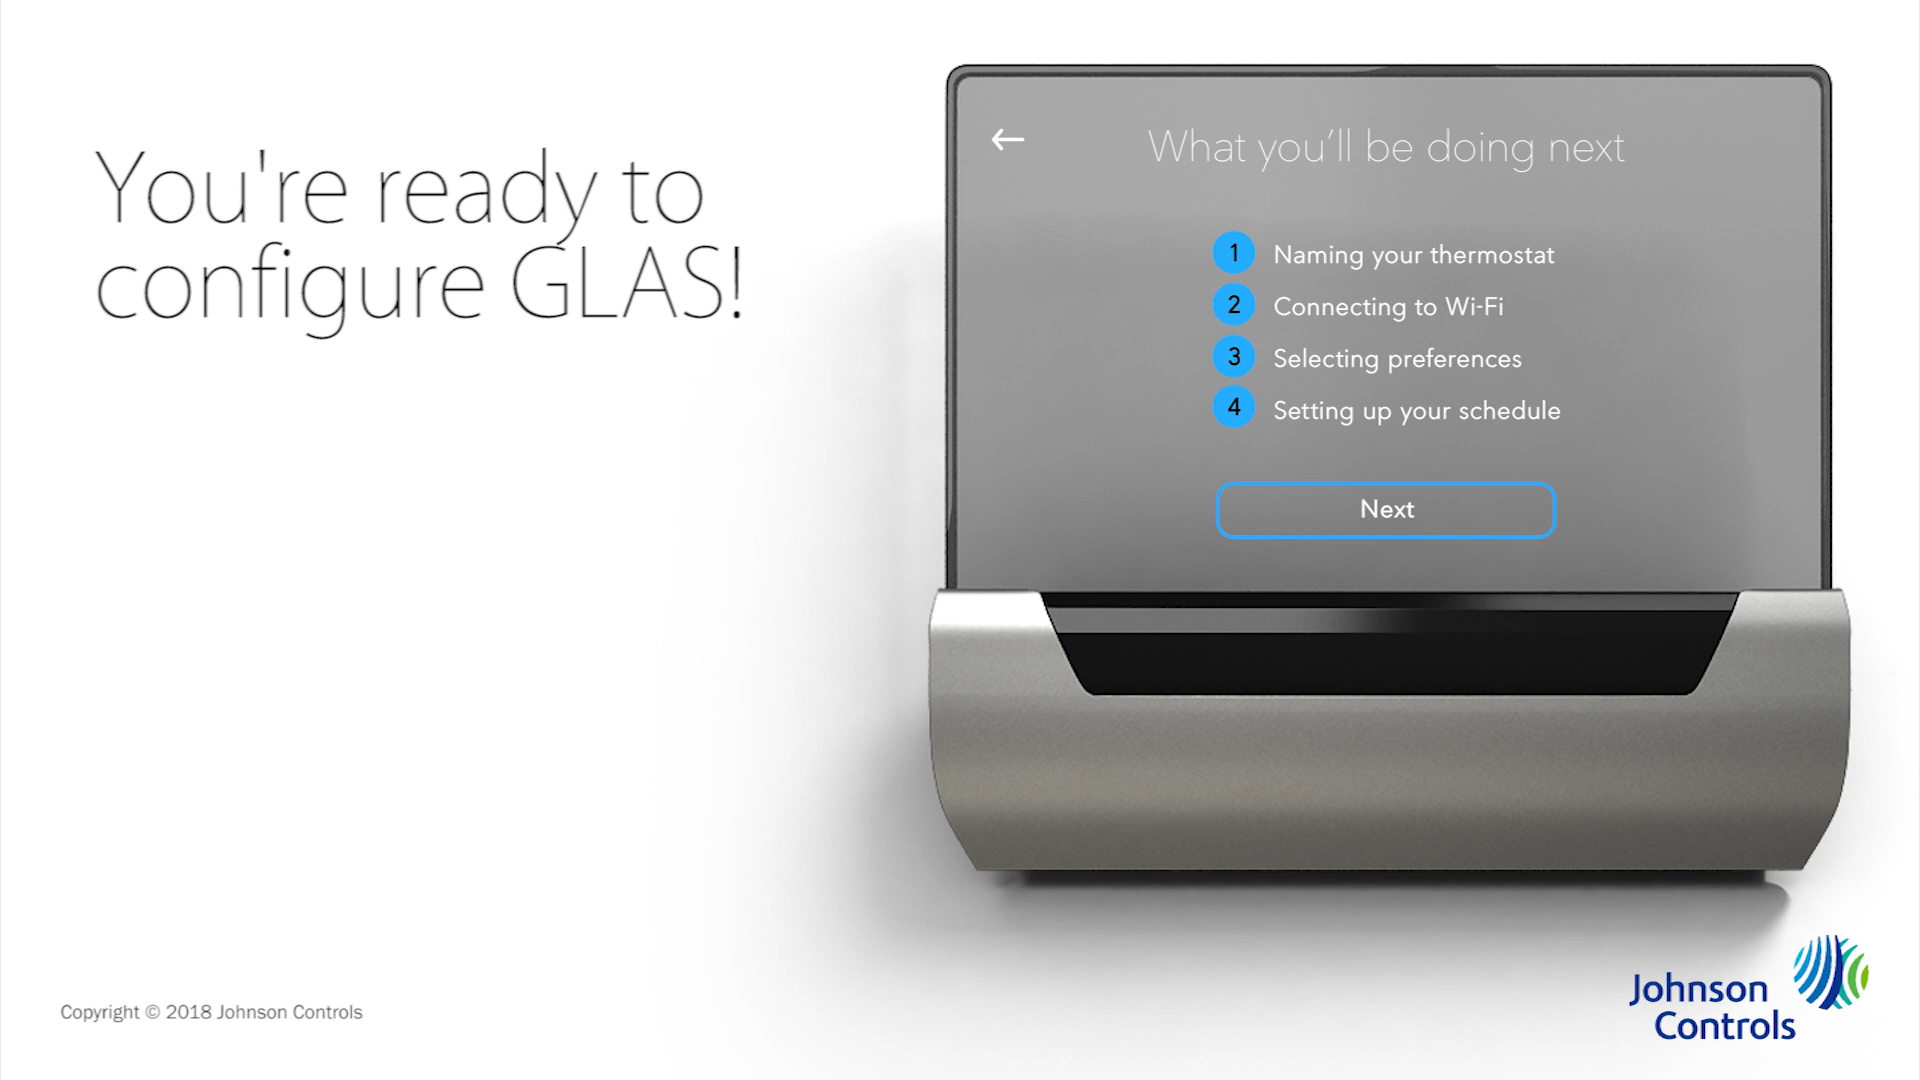 You're ready to
configure GLAS!
What you'll be doing next
1 Naming your thermostat
2 Connecting to Wi-Fi
3 Selecting preferences
4 Setting up your schedule
Next
Copyright © 2018 Johnson Controls
Johnson
Controls